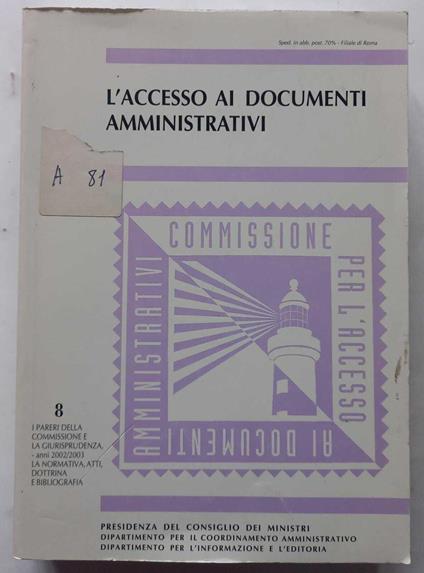 Sped. in abb. post. 70% - Filiale di Roma
L'ACCESSO AI DOCUMENTI
AMMINISTRATIVI
A 81
COMMISSIONE
PER L'ACCESSO
AI DOCUMENTI
AMMINISTRATIVI
8
I PARERI DELLA
COMMISSIONE E
LA GIURISPRUDENZA,
- anni 2002/2003
LA NORMATIVA, ATTI,
DOTTRINA
E BIBLIOGRAFIA
PRESIDENZA DEL CONSIGLIO DEI MINISTRI
DIPARTIMENTO PER IL COORDINAMENTO AMMINISTRATIVO
DIPARTIMENTO PER L'INFORMAZIONE E L'EDITORIA